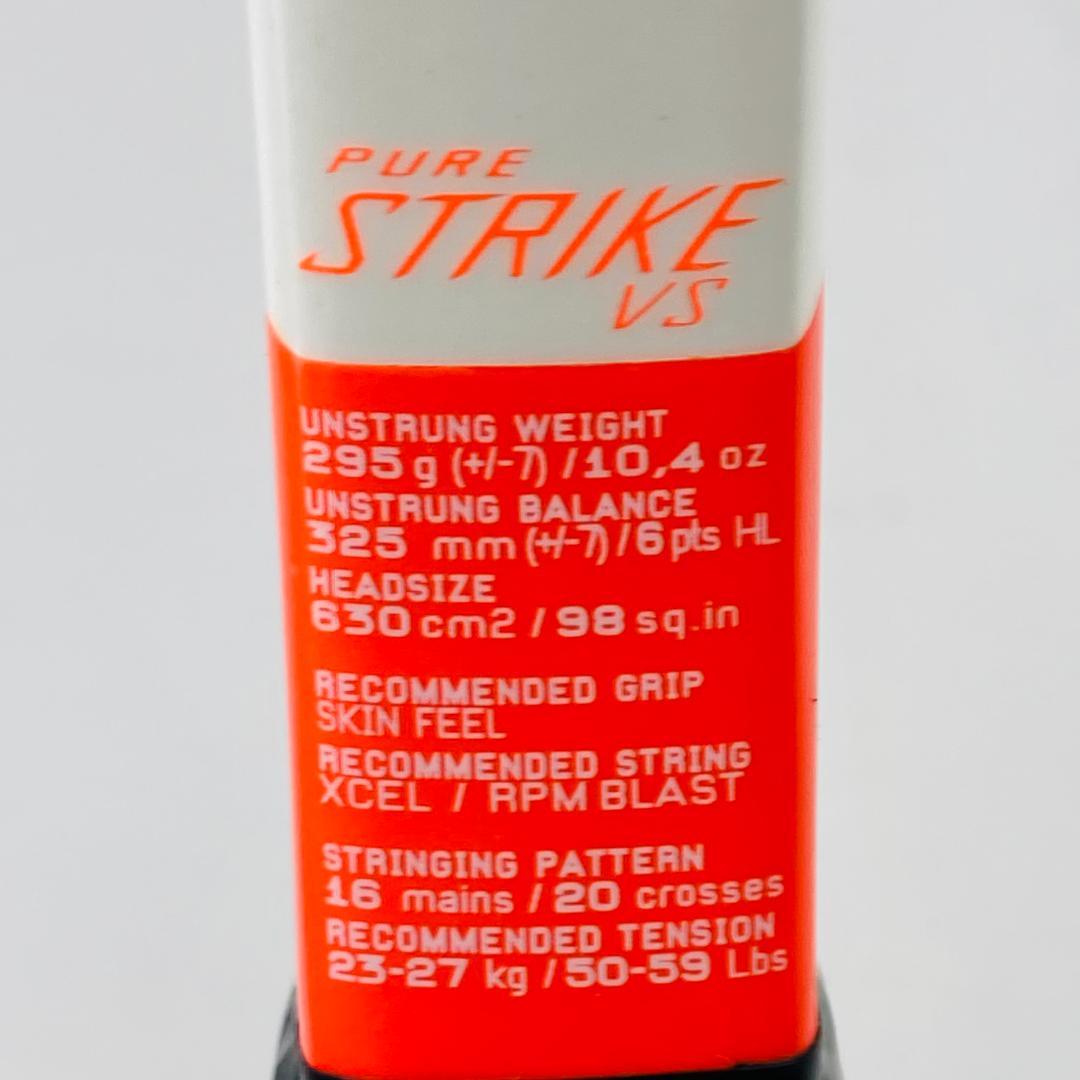 PURE
STRIKE
VS
UNSTRUNG WEIGHT
295 g (+/-7) / 10,4 oz
UNSTRUNG BALANCE
325 mm (+/-7) / 6 pts HL
HEADSIZE
630 cm2 / 98 sq.in
RECOMMENDED GRIP
SKIN FEEL
RECOMMENDED STRING
XCEL / RPM BLAST
STRINGING PATTERN
16 mains / 20 crosses
RECOMMENDED TENSION
23-27 kg / 50-59 Lbs